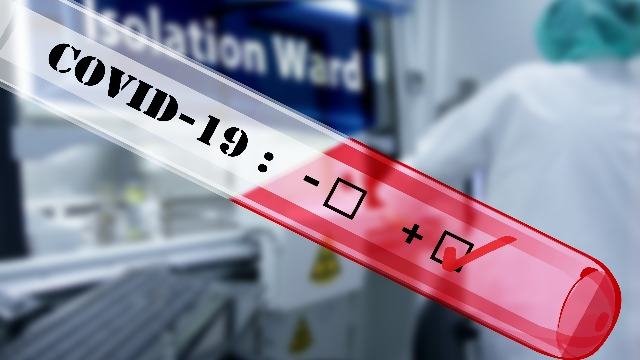 Isolation Ward
COVID-19 :
- ☐
+ ☑